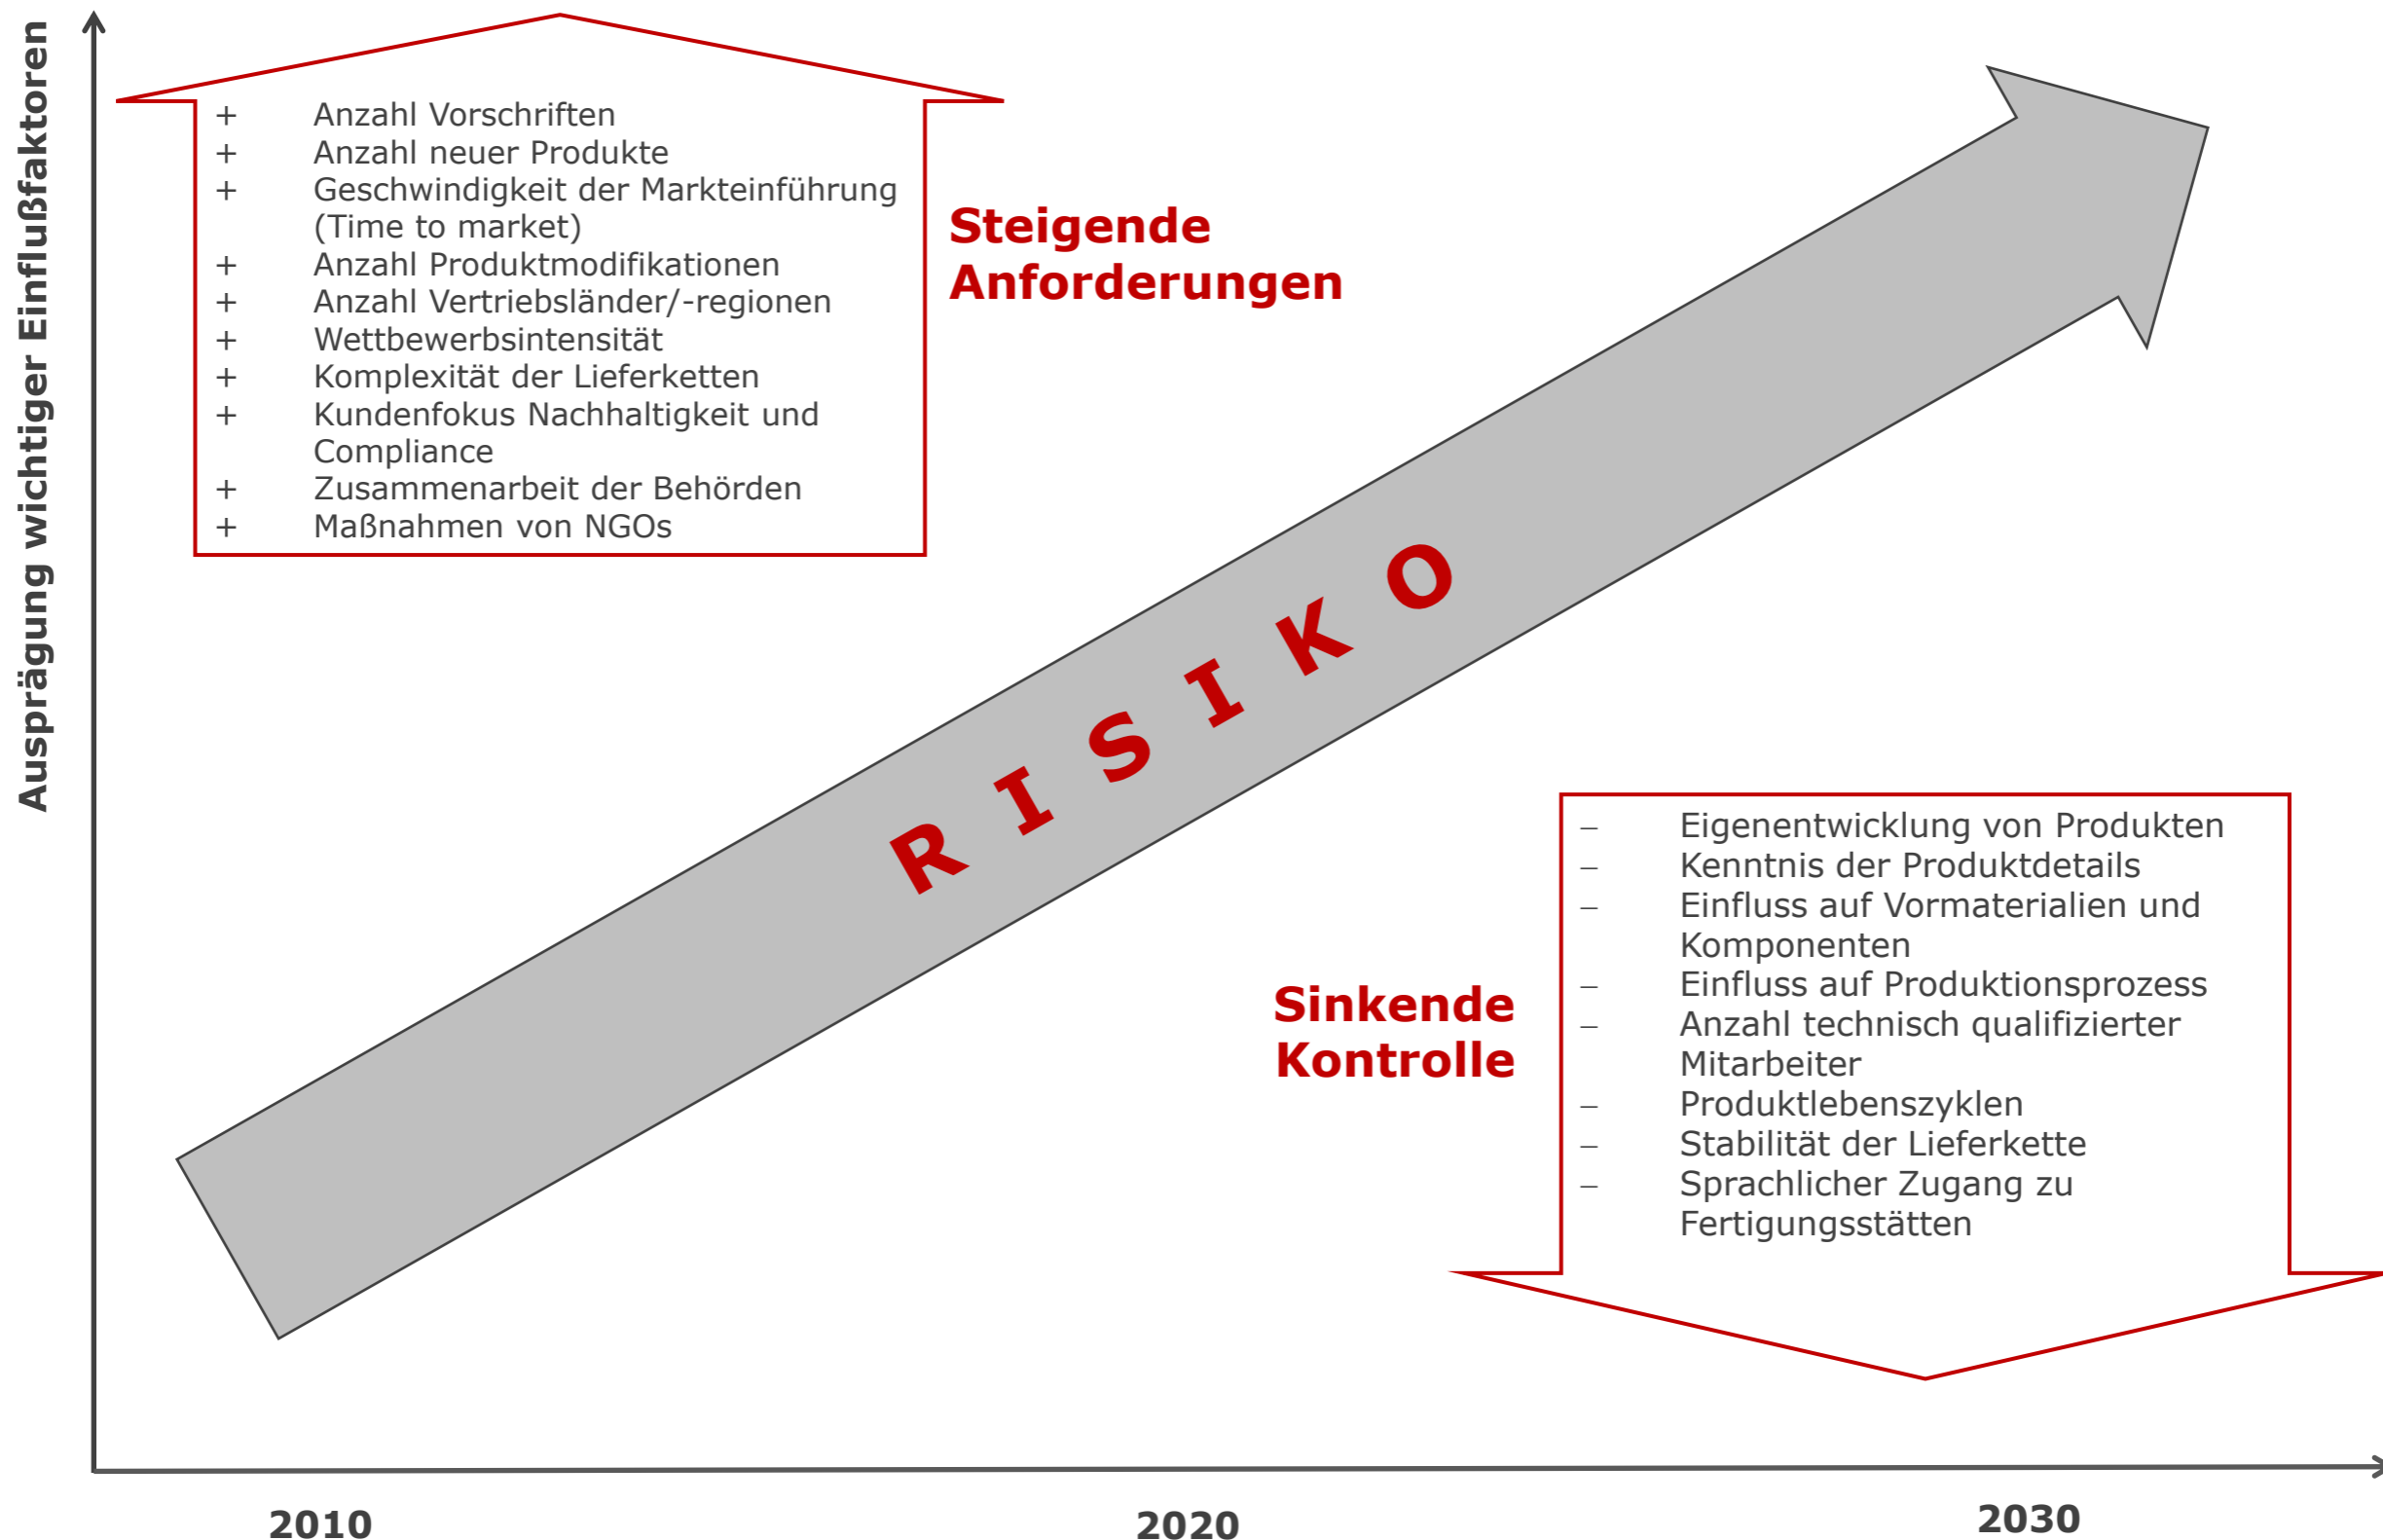 Ausprägung wichtiger Einflußfaktoren
+ Anzahl Vorschriften
+ Anzahl neuer Produkte
+ Geschwindigkeit der Markteinführung
(Time to market)
+ Anzahl Produktmodifikationen
+ Anzahl Vertriebsländer/-regionen
+ Wettbewerbsintensität
+ Komplexität der Lieferketten
+ Kundenfokus Nachhaltigkeit und
Compliance
+ Zusammenarbeit der Behörden
+ Maßnahmen von NGOs
Steigende
Anforderungen
RISIKO
Sinkende
Kontrolle
– Eigenentwicklung von Produkten
– Kenntnis der Produktdetails
– Einfluss auf Vormaterialien und
Komponenten
– Einfluss auf Produktionsprozess
– Anzahl technisch qualifizierter
Mitarbeiter
– Produktlebenszyklen
– Stabilität der Lieferkette
– Sprachlicher Zugang zu
Fertigungsstätten
2010
2020
2030